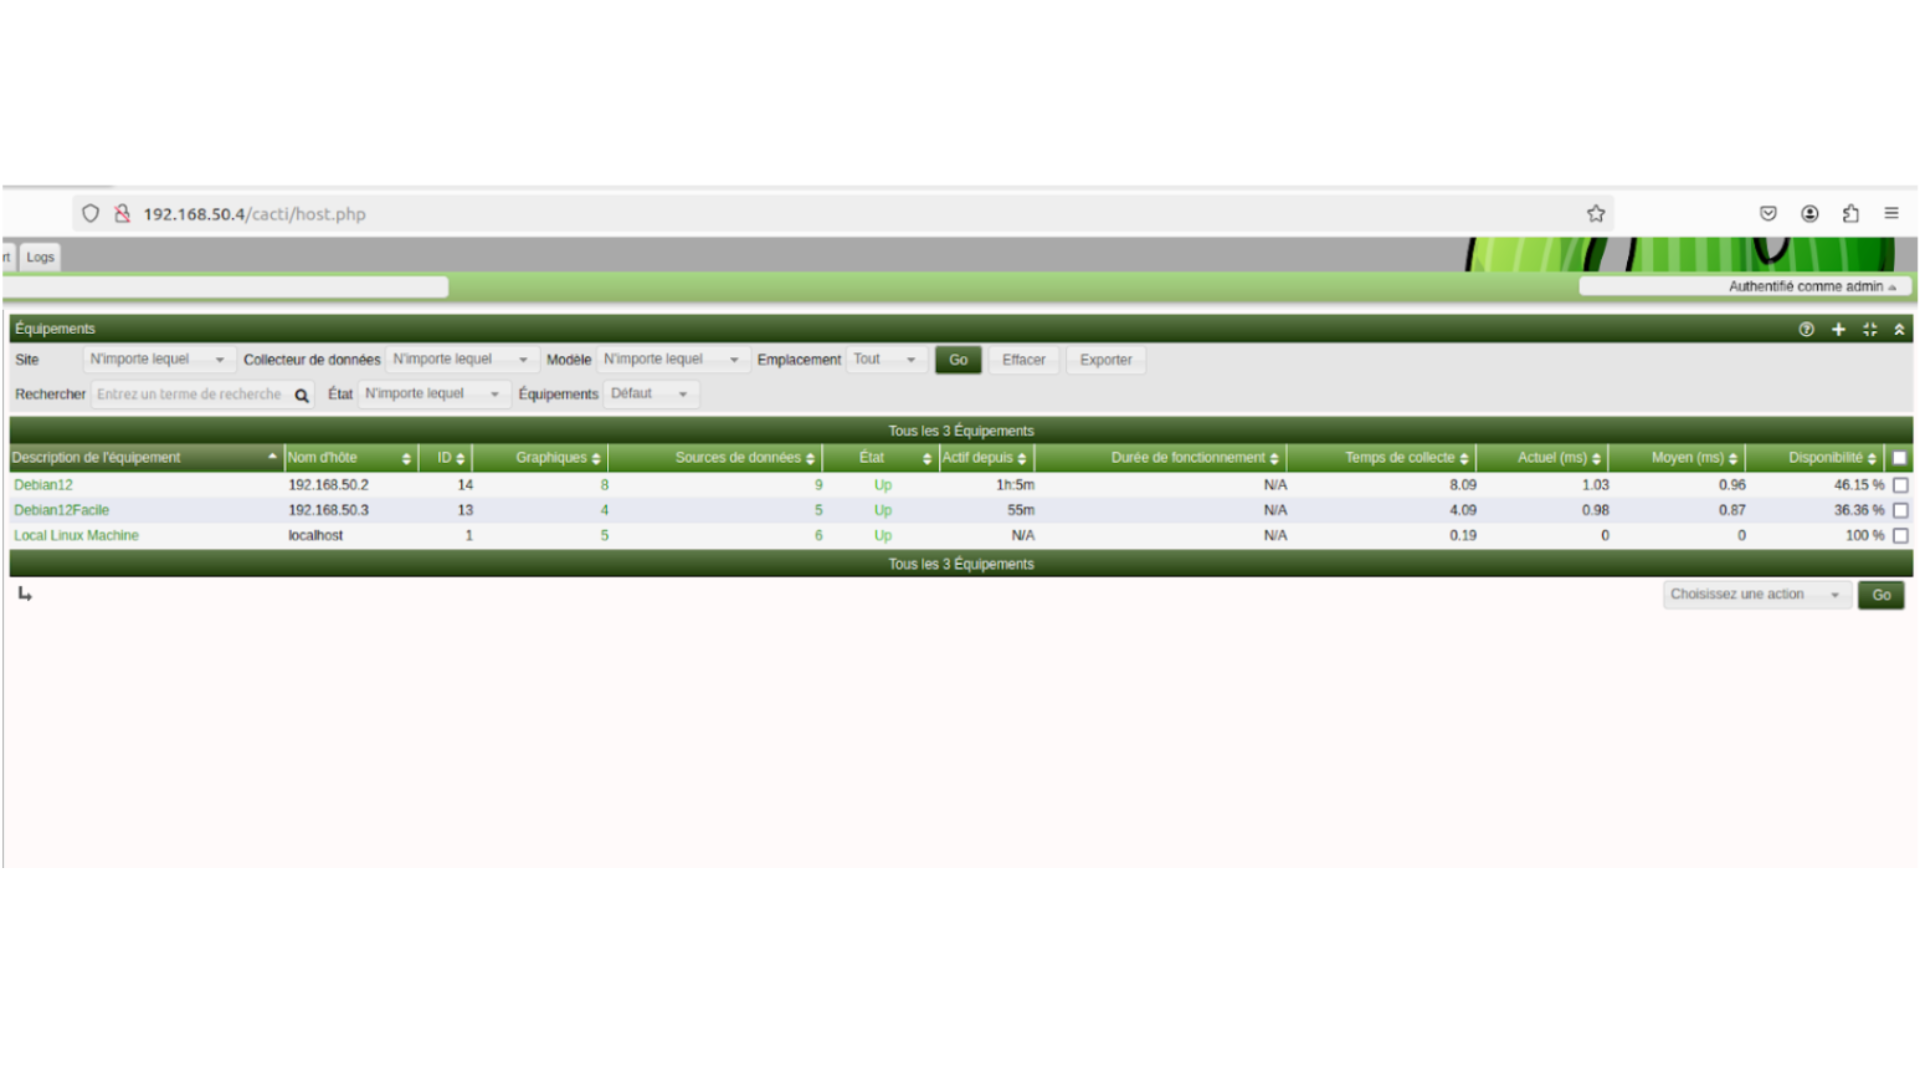 192.168.50.4/cacti/host.php
rt Logs
Authentifié comme admin
Équipements
Site N'importe lequel Collecteur de données N'importe lequel Modèle N'importe lequel Emplacement Tout Go Effacer Exporter
Rechercher Entrez un terme de recherche État N'importe lequel Équipements Défaut
Tous les 3 Équipements
Description de l'équipement Nom d'hôte ID Graphiques Sources de données État Actif depuis Durée de fonctionnement Temps de collecte Actuel (ms) Moyen (ms) Disponibilité
Debian12 192.168.50.2 14 8 9 Up 1h:5m N/A 8.09 1.03 0.96 46.15 %
Debian12Facile 192.168.50.3 13 4 5 Up 55m N/A 4.09 0.98 0.87 36.36 %
Local Linux Machine localhost 1 5 6 Up N/A N/A 0.19 0 0 100 %
Tous les 3 Équipements
Choisissez une action Go